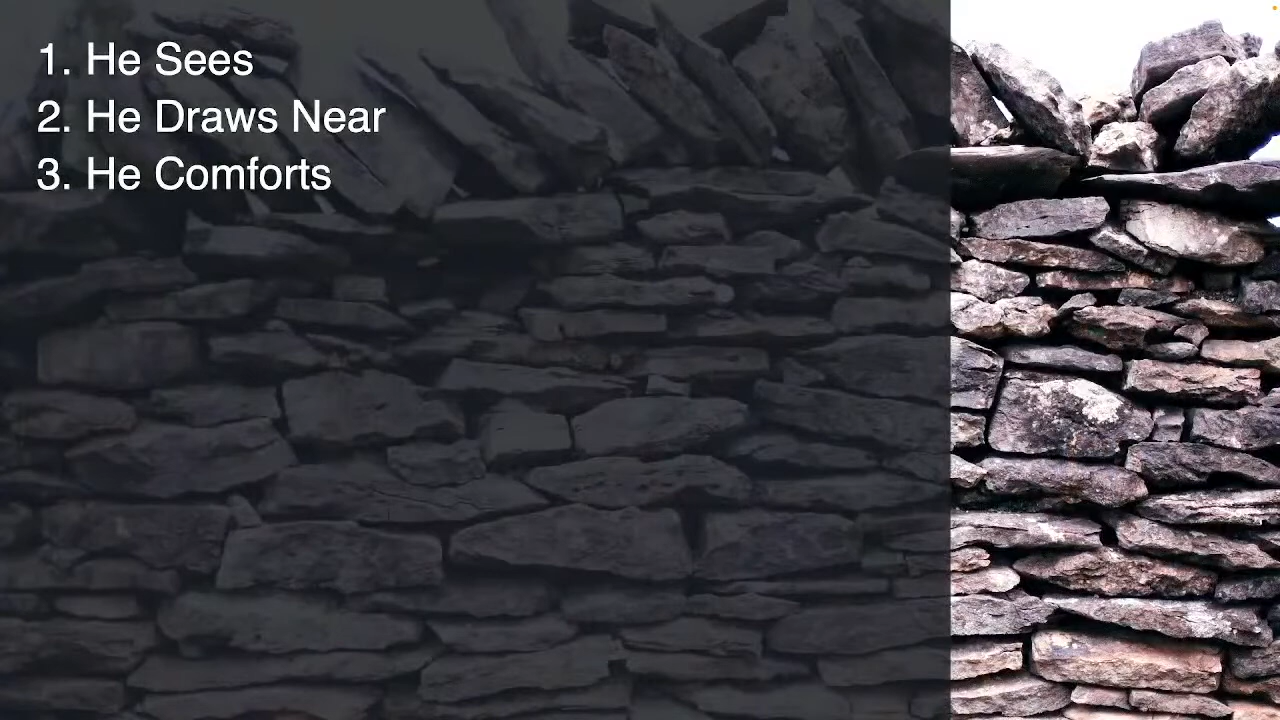 1. He Sees
2. He Draws Near
3. He Comforts